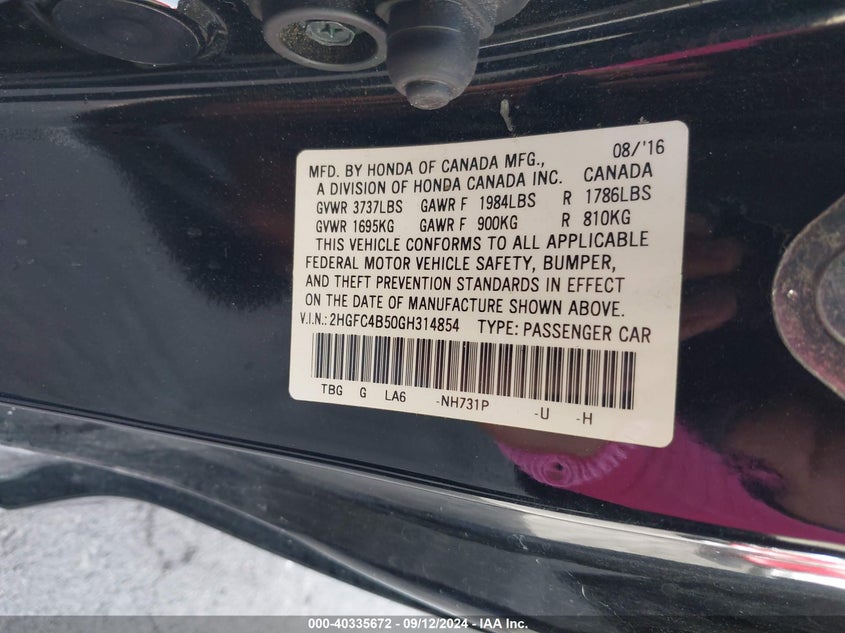 08/'16
MFD. BY HONDA OF CANADA MFG.,
A DIVISION OF HONDA CANADA INC. CANADA
GVWR 3737LBS GAWR F 1984LBS R 1786LBS
GVWR 1695KG GAWR F 900KG R 810KG
THIS VEHICLE CONFORMS TO ALL APPLICABLE
FEDERAL MOTOR VEHICLE SAFETY, BUMPER,
AND THEFT PREVENTION STANDARDS IN EFFECT
ON THE DATE OF MANUFACTURE SHOWN ABOVE.
V.I.N.: 2HGFC4B50GH314854 TYPE: PASSENGER CAR
TBG G LA6 -NH731P -U -H
000-40335672 - 09/12/2024 - IAA Inc.